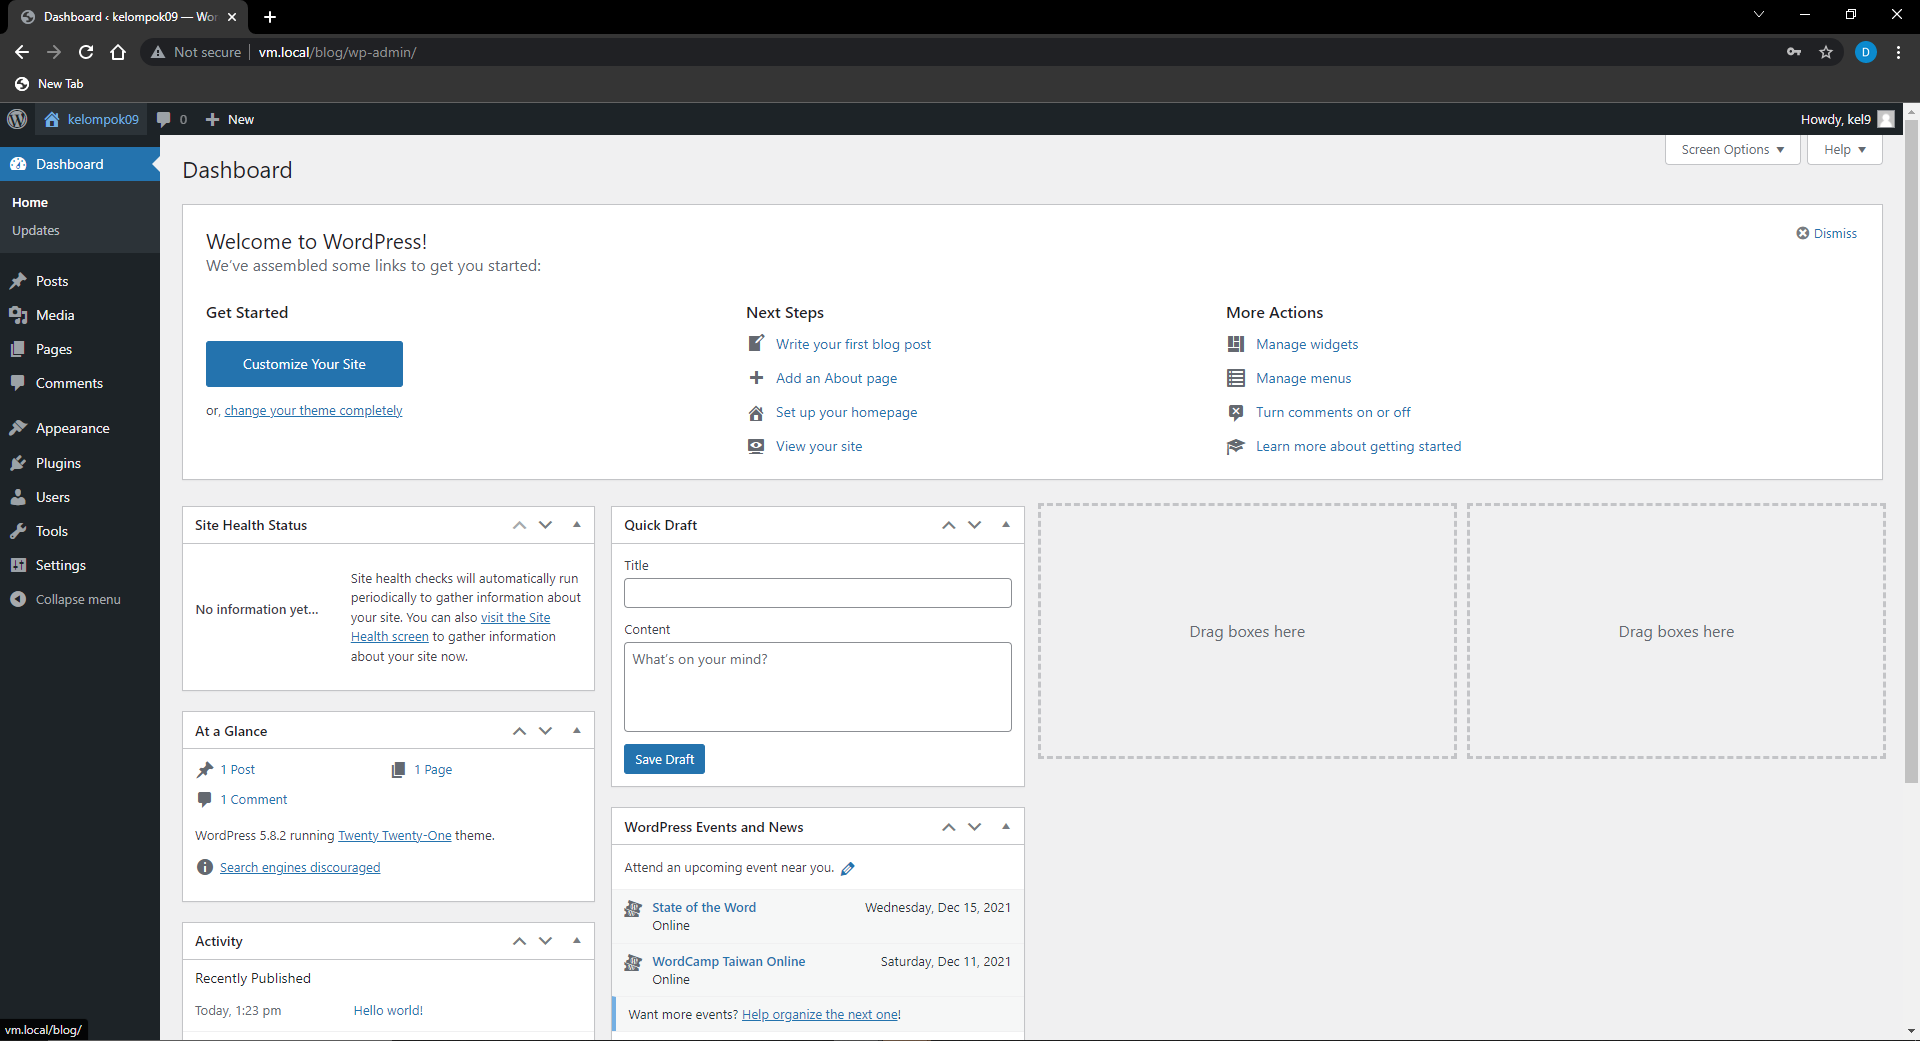 Dashboard ‹ kelompok09 — Wor
Not secure
vm.local/blog/wp-admin/
D
New Tab
kelompok09
0
New
Howdy, kel9
Dashboard
Home
Updates
Posts
Media
Pages
Comments
Appearance
Plugins
Users
Tools
Settings
Collapse menu
Screen Options
Help
Dashboard
Welcome to WordPress!
We've assembled some links to get you started:
Dismiss
Get Started
Customize Your Site
or, change your theme completely
Next Steps
Write your first blog post
Add an About page
Set up your homepage
View your site
More Actions
Manage widgets
Manage menus
Turn comments on or off
Learn more about getting started
Site Health Status
No information yet...
Site health checks will automatically run
periodically to gather information about
your site. You can also visit the Site
Health screen to gather information
about your site now.
At a Glance
1 Post
1 Page
1 Comment
WordPress 5.8.2 running Twenty Twenty-One theme.
Search engines discouraged
Activity
Recently Published
Today, 1:23 pm
Hello world!
Quick Draft
Title
Content
What's on your mind?
Save Draft
WordPress Events and News
Attend an upcoming event near you.
State of the Word
Wednesday, Dec 15, 2021
Online
WordCamp Taiwan Online
Saturday, Dec 11, 2021
Online
Want more events? Help organize the next one!
Drag boxes here
Drag boxes here
vm.local/blog/